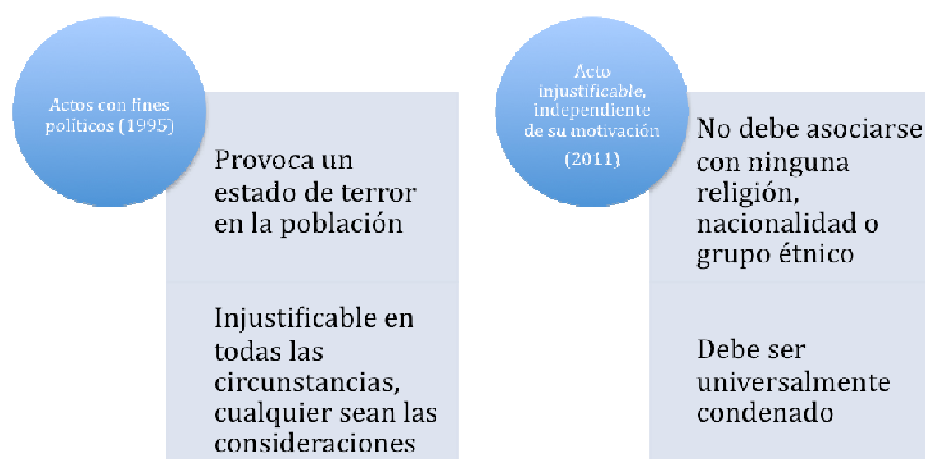 Actos con fines
políticos (1995)
Provoca un
estado de terror
en la población
Injustificable en
todas las
circunstancias,
cualquier sean las
consideraciones
Acto
injustificable,
independiente
de su motivación
(2011)
No debe asociarse
con ninguna
religión,
nacionalidad o
grupo étnico
Debe ser
universalmente
condenado